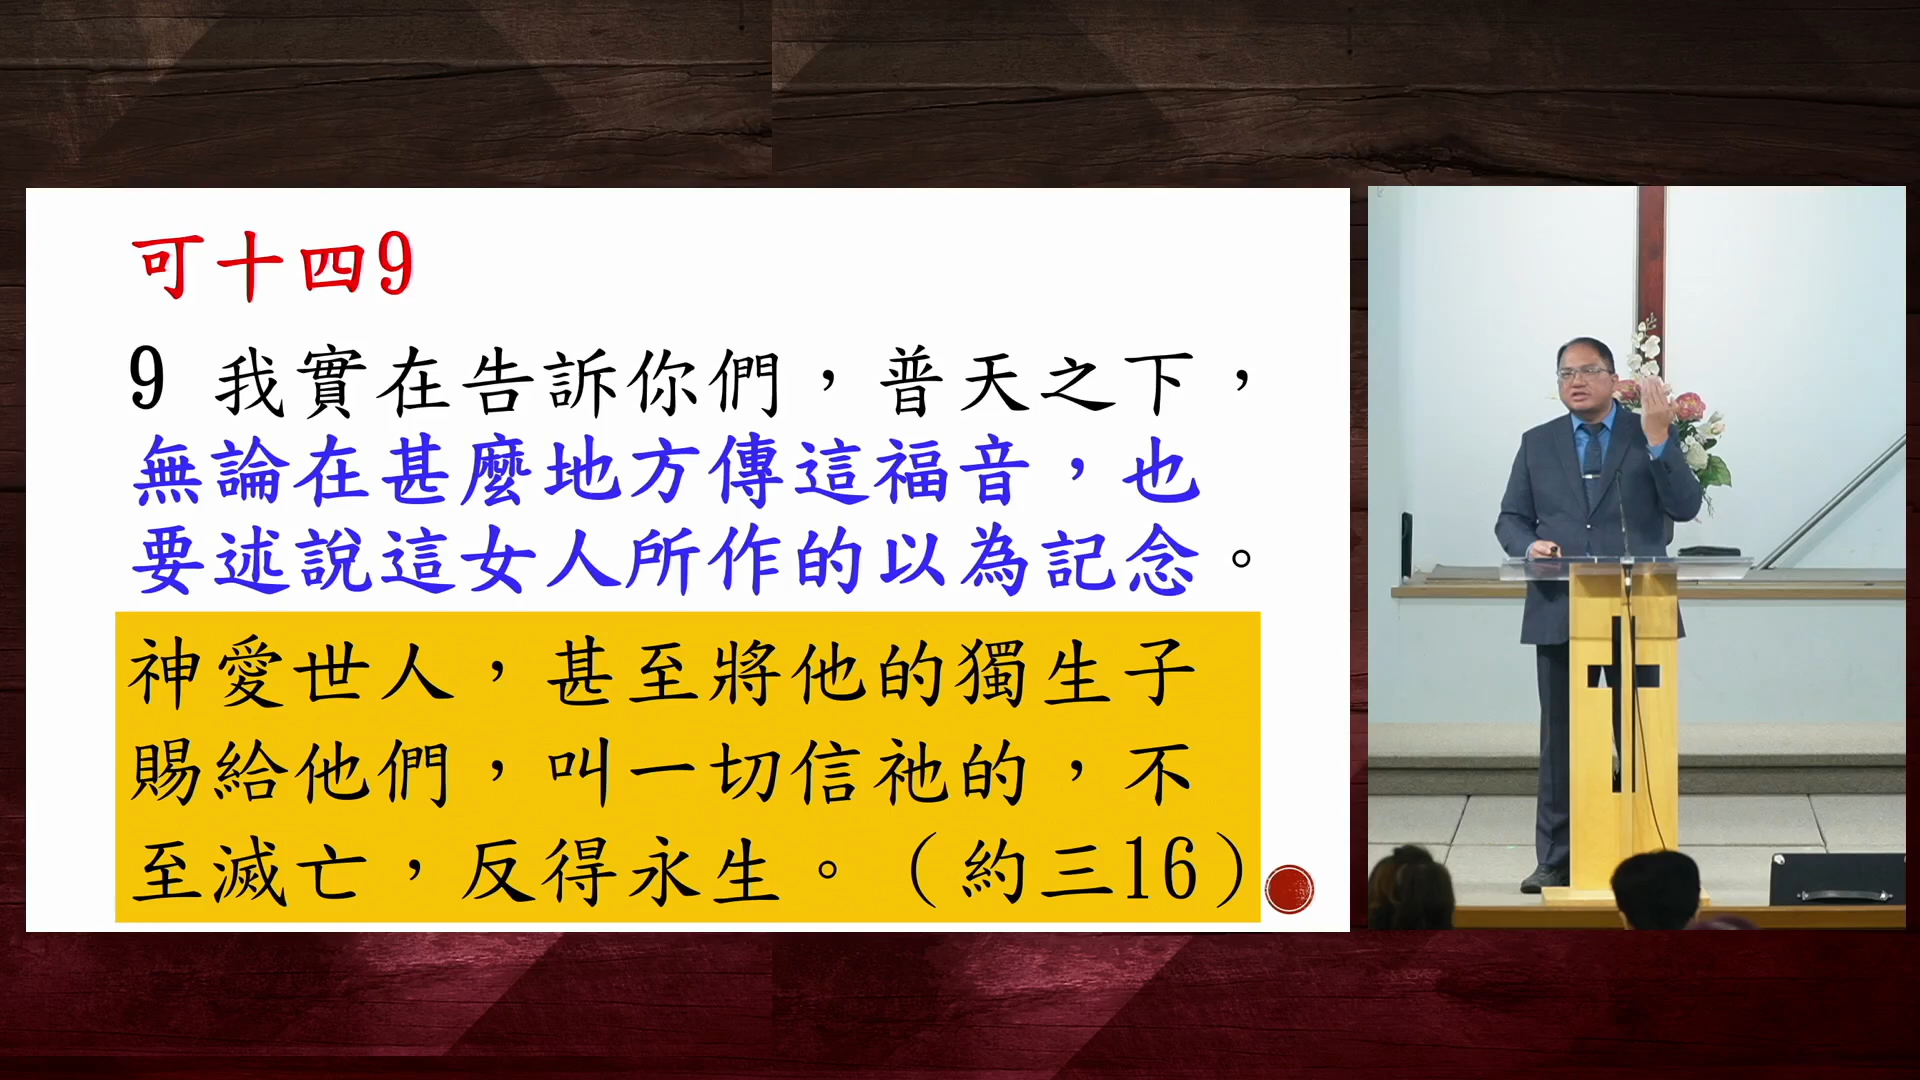 可十四9
9 我實在告訴你們，普天之下，
無論在甚麼地方傳這福音，也
要述說這女人所作的以為記念。
神愛世人，甚至將他的獨生子
賜給他們，叫一切信祂的，不
至滅亡，反得永生。（約三16）